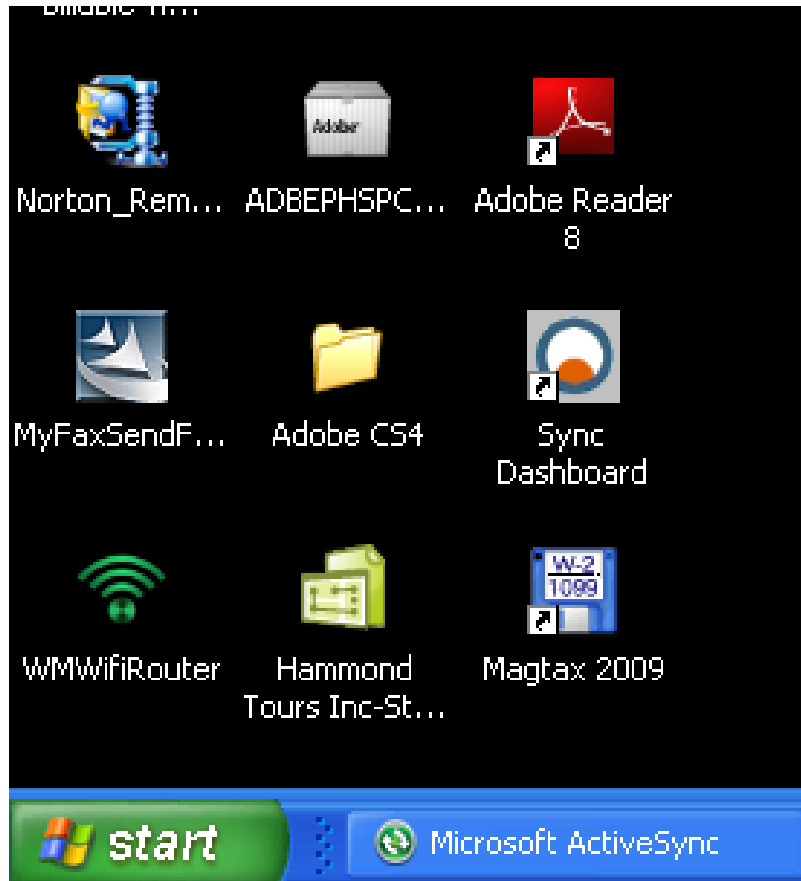 Norton_Rem... ADBEPHSPC... Adobe Reader
8
Adobe
MyFaxSendF... Adobe CS4 Sync
Dashboard
W-2
1099
WMWifiRouter Hammond Magtax 2009
Tours Inc-St...
start Microsoft ActiveSync